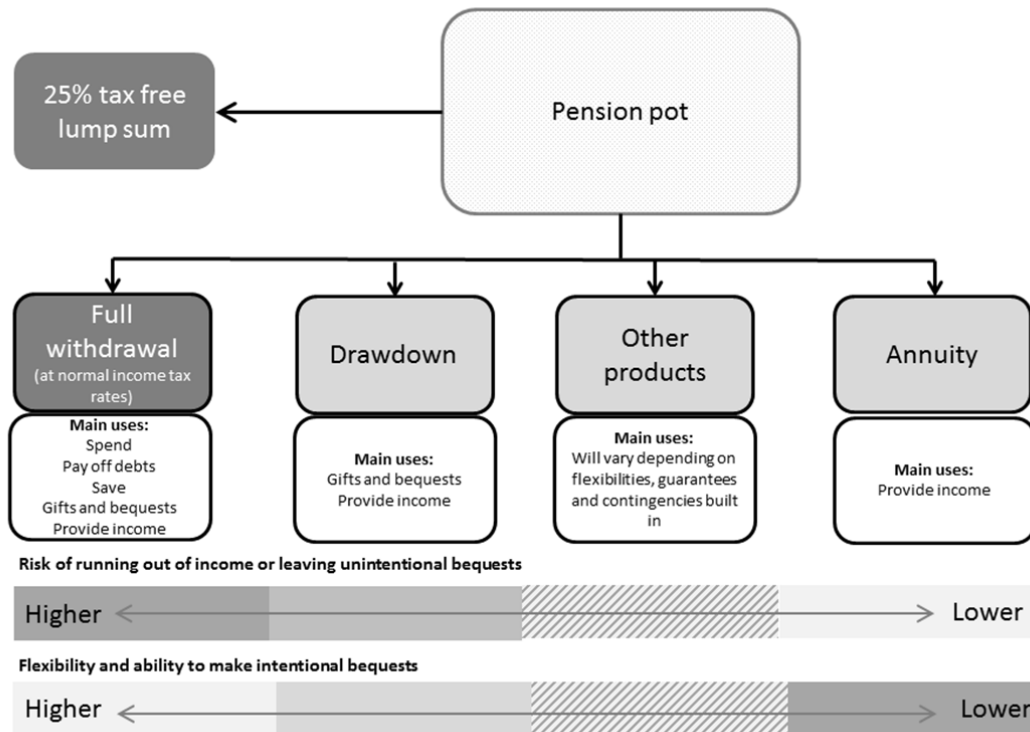 25% tax free
lump sum
Pension pot
Full
withdrawal
(at normal income tax
rates)
Main uses:
Spend
Pay off debts
Save
Gifts and bequests
Provide income
Drawdown
Main uses:
Gifts and bequests
Provide income
Other
products
Main uses:
Will vary depending on
flexibilities, guarantees
and contingencies built
in
Annuity
Main uses:
Provide income
Risk of running out of income or leaving unintentional bequests
Higher
Lower
Flexibility and ability to make intentional bequests
Higher
Lower